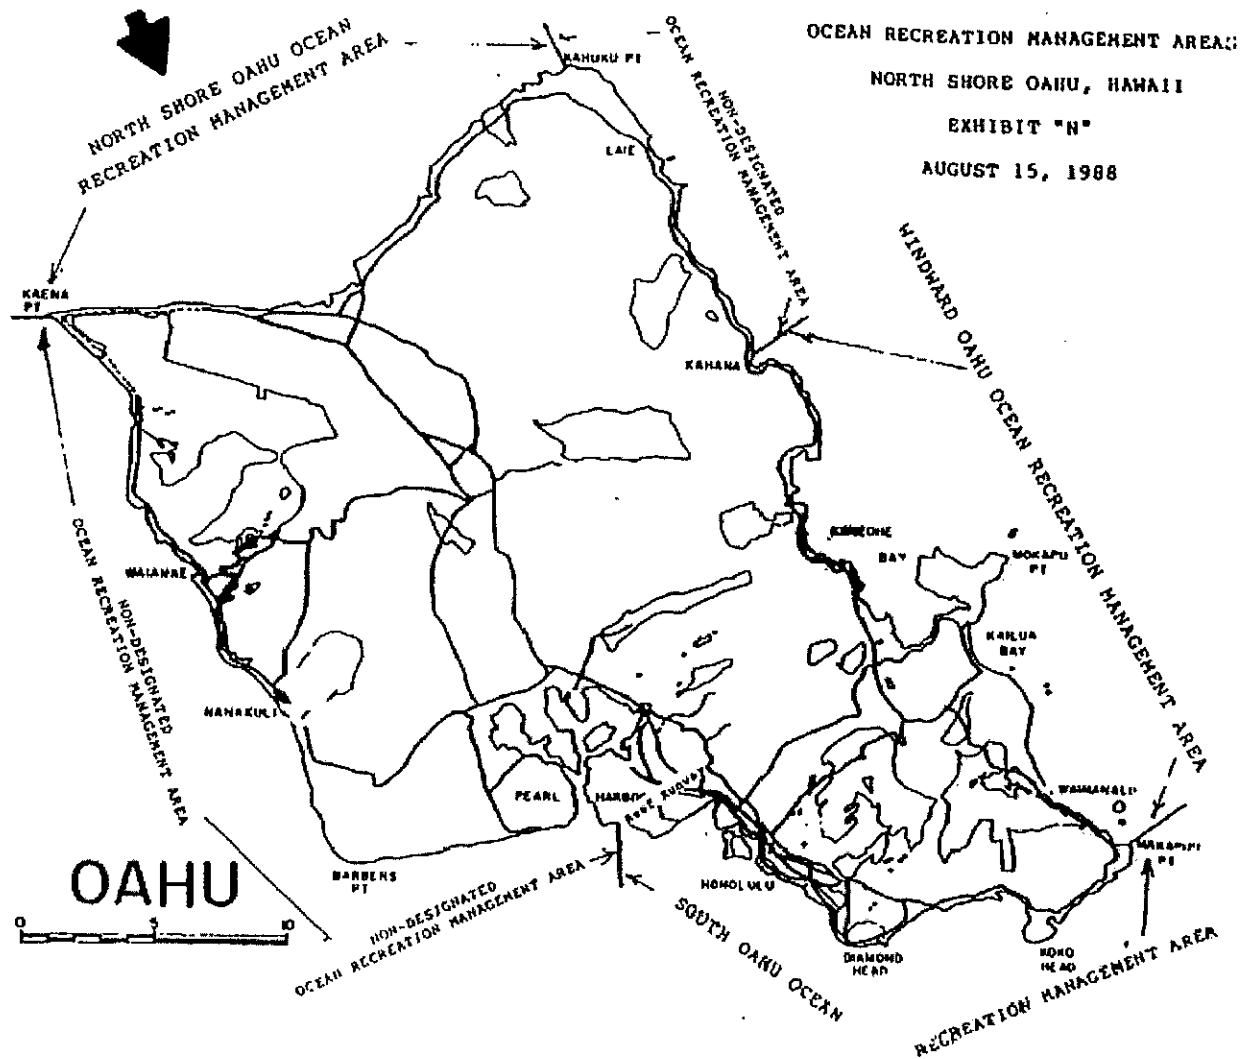 OCEAN RECREATION MANAGEMENT AREAS
NORTH SHORE OAHU, HAWAII
EXHIBIT "N"
AUGUST 15, 1988
NORTH SHORE OAHU OCEAN
RECREATION MANAGEMENT AREA
KAHUKU PT
NON-DESIGNATED
OCEAN RECREATION MANAGEMENT AREA
LAIE
WINDWARD OAHU OCEAN RECREATION MANAGEMENT AREA
KAENA
PT
KAHANA
KANEOHE
BAY
MOKAPU
PT
KAILUA
BAY
WAIANAE
NON-DESIGNATED
OCEAN RECREATION MANAGEMENT AREA
NANAKULI
PEARL
HARBOR
WAIMANALO
MAKAPUU
PT
OAHU
0 5 10
BARBERS
PT
HONOLULU
DIAMOND
HEAD
KOKO
HEAD
NON-DESIGNATED
OCEAN RECREATION MANAGEMENT AREA
SOUTH OAHU OCEAN
RECREATION MANAGEMENT AREA